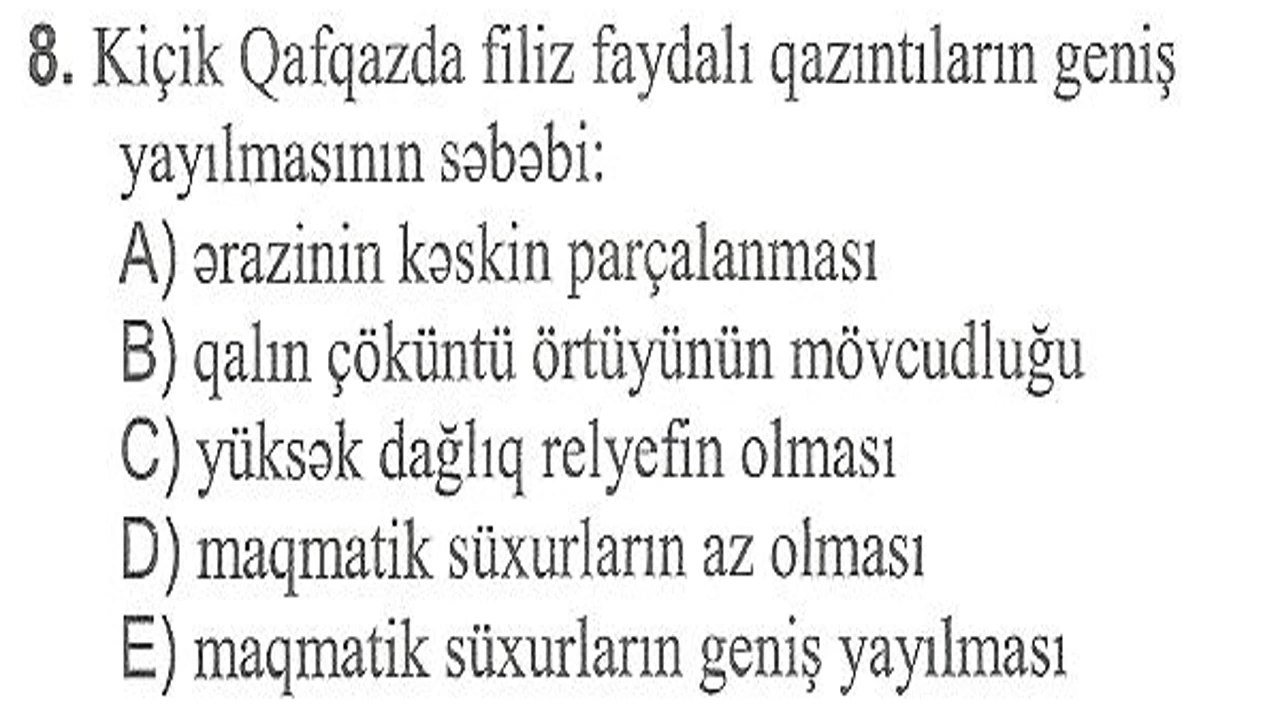 8. Kiçik Qafqazda filiz faydalı qazıntıların geniş
yayılmasının səbəbi:
A) ərazinin kəskin parçalanması
B) qalın çöküntü örtüyünün mövcudluğu
C) yüksək dağlıq relyefin olması
D) maqmatik süxurların az olması
E) maqmatik süxurların geniş yayılması